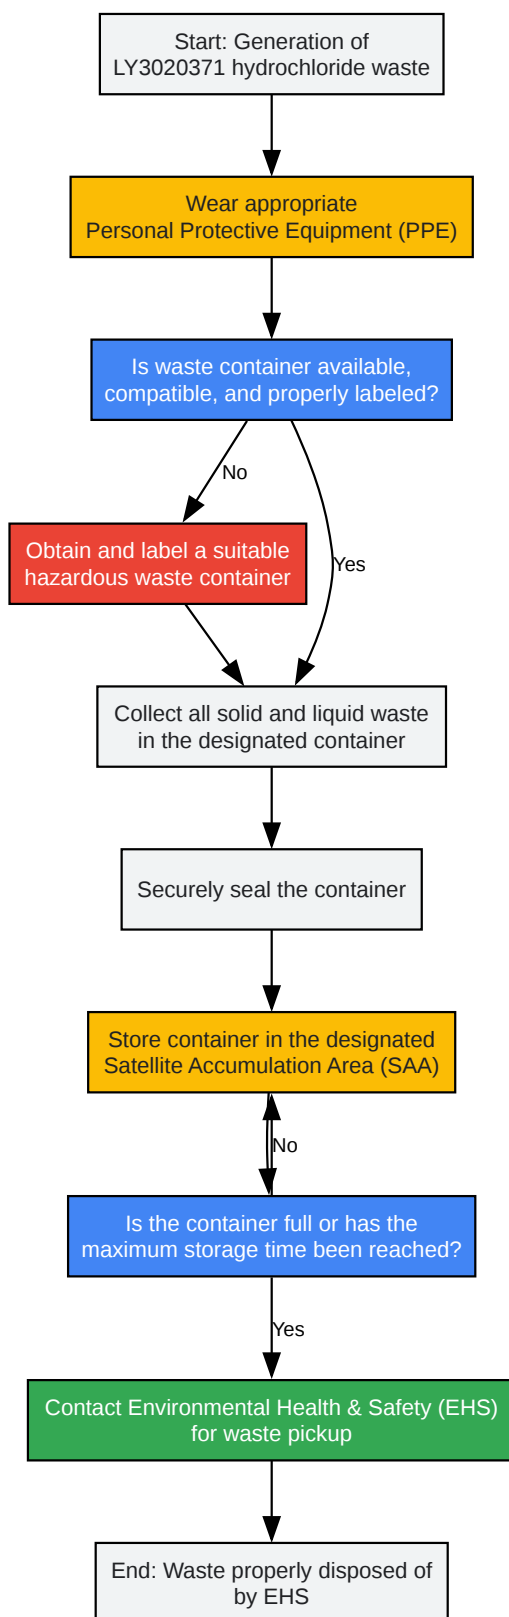 Start: Generation of
LY3020371 hydrochloride waste
Wear appropriate
Personal Protective Equipment (PPE)
Is waste container available,
compatible, and properly labeled?
No
Obtain and label a suitable
hazardous waste container
Yes
Collect all solid and liquid waste
in the designated container
Securely seal the container
Store container in the designated
Satellite Accumulation Area (SAA)
No
Is the container full or has the
maximum storage time been reached?
Yes
Contact Environmental Health & Safety (EHS)
for waste pickup
End: Waste properly disposed of
by EHS